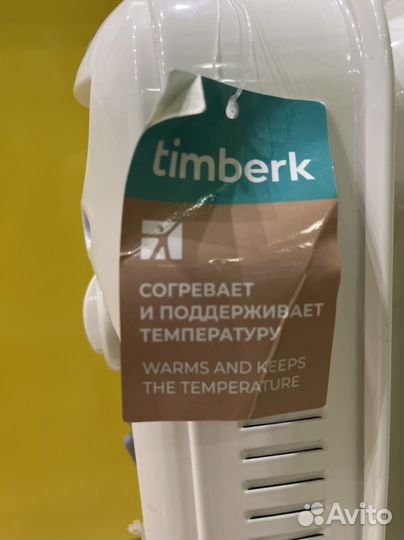 timberk
СОГРЕВАЕТ
И ПОДДЕРЖИВАЕТ
ТЕМПЕРАТУРУ
WARMS AND KEEPS
THE TEMPERATURE
Avito